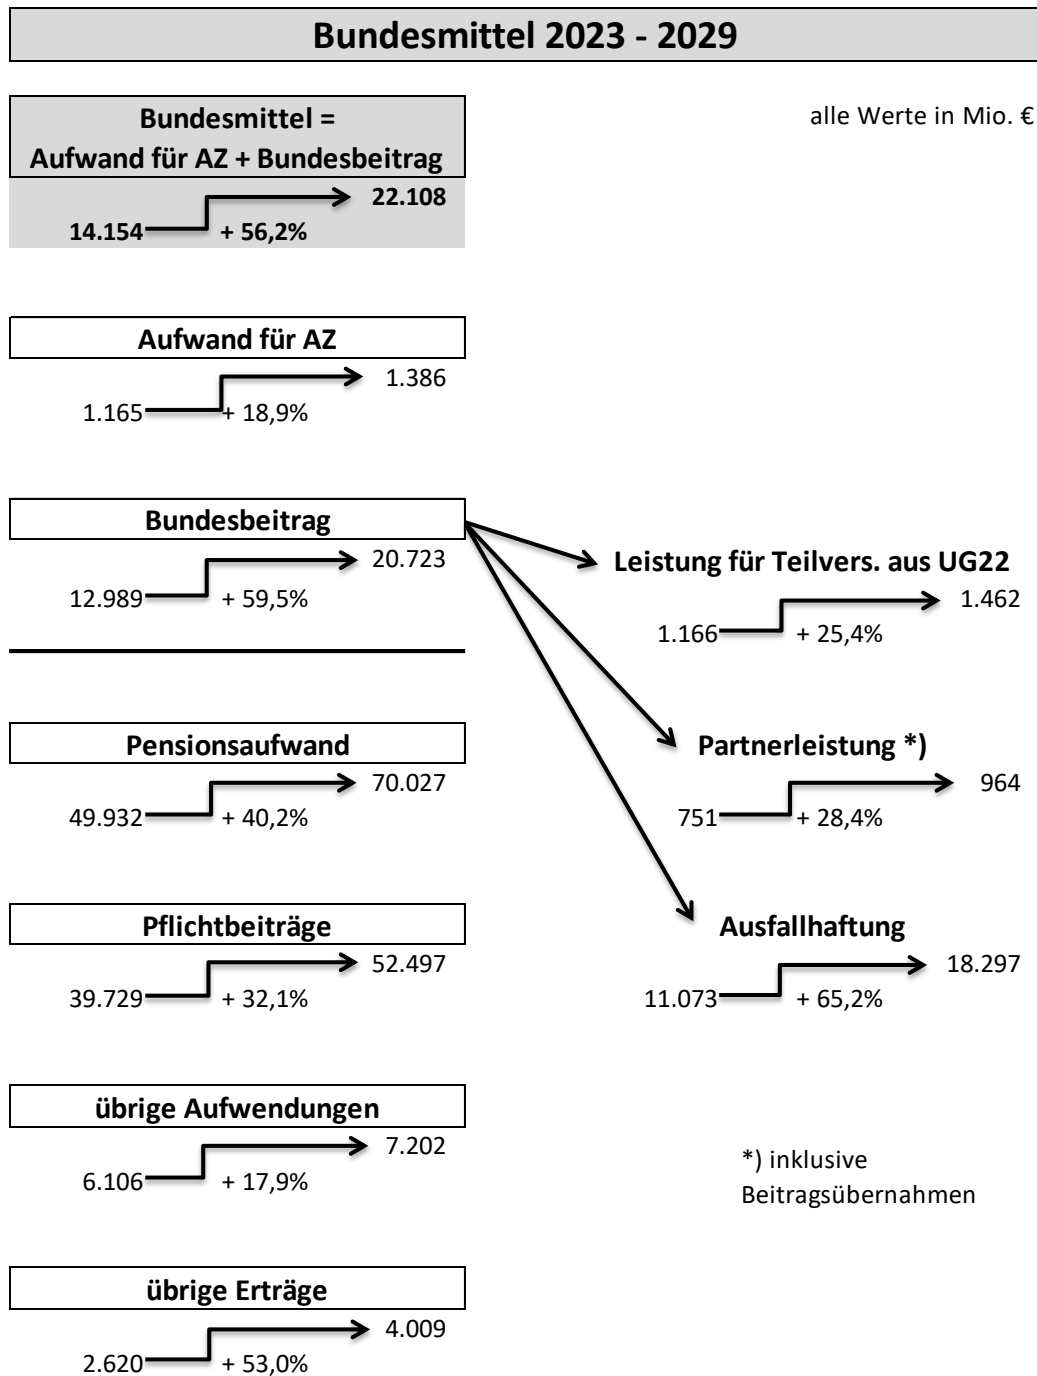 Bundesmittel 2023 - 2029
alle Werte in Mio. €
Bundesmittel =
Aufwand für AZ + Bundesbeitrag
22.108
14.154 + 56,2%
Aufwand für AZ
1.386
1.165 + 18,9%
Bundesbeitrag
20.723
12.989 + 59,5%
Leistung für Teilvers. aus UG22
1.462
1.166 + 25,4%
Pensionsaufwand
70.027
49.932 + 40,2%
Partnerleistung *)
964
751 + 28,4%
Pflichtbeiträge
52.497
39.729 + 32,1%
Ausfallhaftung
18.297
11.073 + 65,2%
übrige Aufwendungen
7.202
6.106 + 17,9%
*) inklusive
Beitragsübernahmen
übrige Erträge
4.009
2.620 + 53,0%